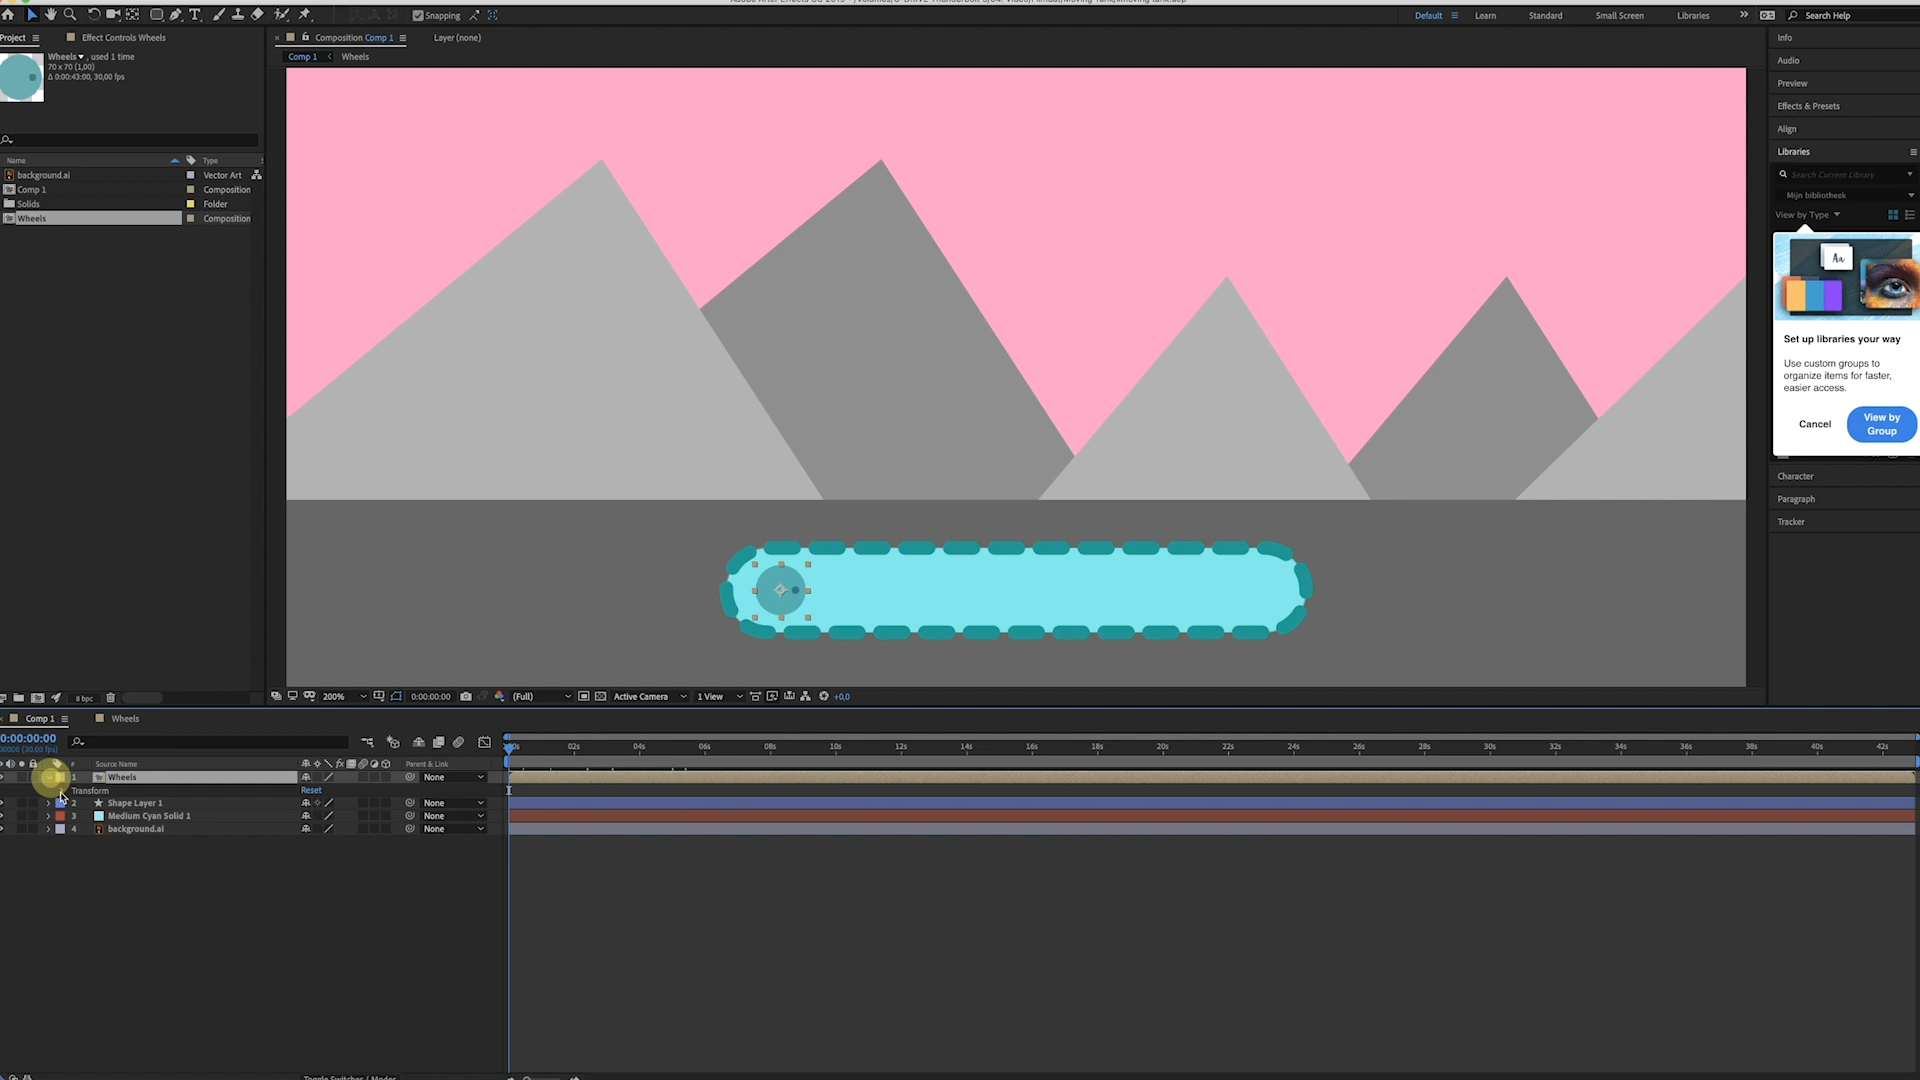 Snapping
Default
Learn
Standard
Small Screen
Libraries
Search Help
Project
Effect Controls Wheels
Composition Comp 1
Layer (none)
Info
Wheels , used 1 time
Comp 1
Wheels
70 x 70 (1,00)
Audio
Δ 0:00:43:00, 30,00 fps
Preview
Effects & Presets
Align
Libraries
Name
Type
Search Current Library
background.ai
Vector Art
Comp 1
Composition
Mijn bibliotheek
Solids
Folder
View by Type
Wheels
Composition
Aa
Set up libraries your way
Use custom groups to
organize items for faster,
easier access.
Cancel
View by
Group
Character
Paragraph
Tracker
8 bpc
200%
0:00:00:00
(Full)
Active Camera
1 View
+0,0
Comp 1
Wheels
0:00:00:00
00000 (30.00 fps)
02s
04s
06s
08s
10s
12s
14s
16s
18s
20s
22s
24s
26s
28s
30s
32s
34s
36s
38s
40s
42s
#
Source Name
Parent & Link
1
Wheels
None
Transform
Reset
2
Shape Layer 1
None
3
Medium Cyan Solid 1
None
4
background.ai
None
Toggle Switches / Modes